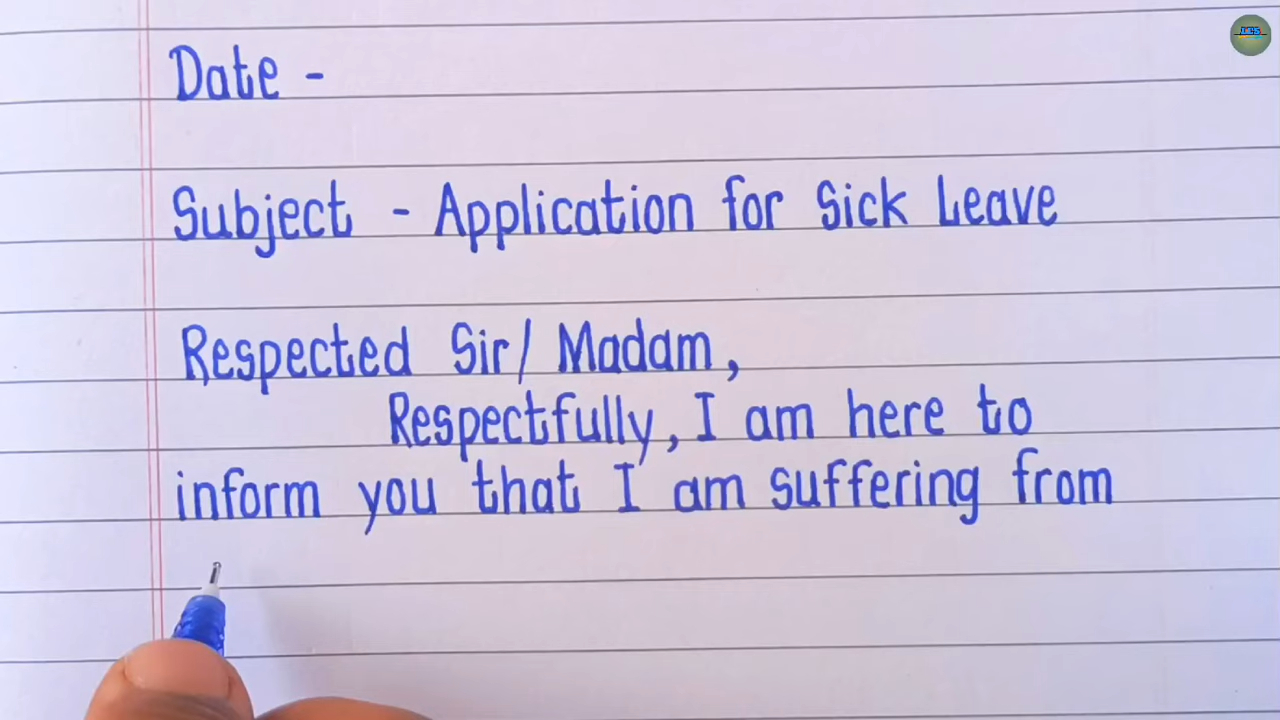 Date -
Subject - Application for Sick Leave
Respected Sir/ Madam,
Respectfully, I am here to
inform you that I am suffering from